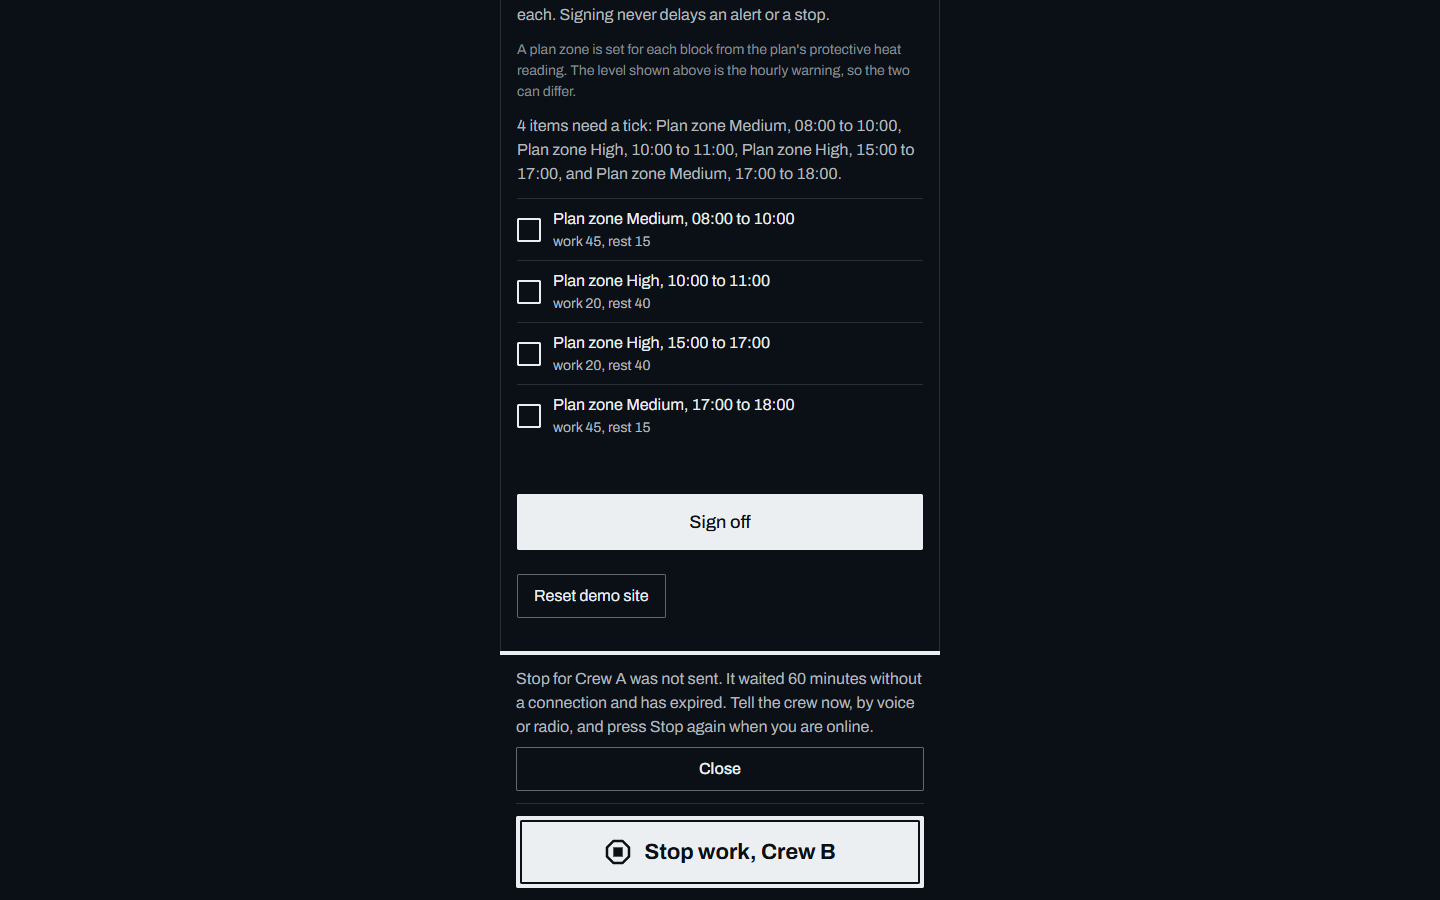 each. Signing never delays an alert or a stop.
A plan zone is set for each block from the plan's protective heat
reading. The level shown above is the hourly warning, so the two
can differ.
4 items need a tick: Plan zone Medium, 08:00 to 10:00,
Plan zone High, 10:00 to 11:00, Plan zone High, 15:00 to
17:00, and Plan zone Medium, 17:00 to 18:00.
Plan zone Medium, 08:00 to 10:00
work 45, rest 15
Plan zone High, 10:00 to 11:00
work 20, rest 40
Plan zone High, 15:00 to 17:00
work 20, rest 40
Plan zone Medium, 17:00 to 18:00
work 45, rest 15
Sign off
Reset demo site
Stop for Crew A was not sent. It waited 60 minutes without
a connection and has expired. Tell the crew now, by voice
or radio, and press Stop again when you are online.
Close
Stop work, Crew B